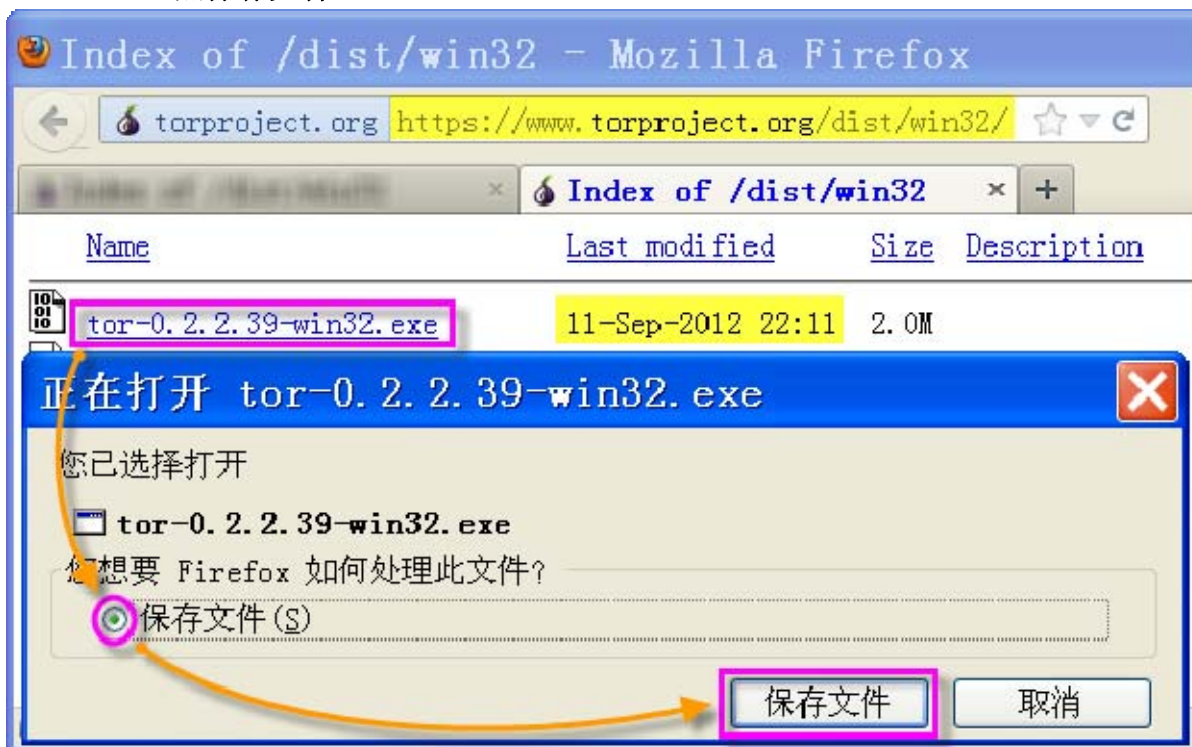 Index of /dist/win32 - Mozilla Firefox
torproject.org https://www.torproject.org/dist/win32/
Index of /dist/win32
Name Last modified Size Description
tor-0.2.2.39-win32.exe 11-Sep-2012 22:11 2.0M
正在打开 tor-0.2.2.39-win32.exe
您已选择打开
tor-0.2.2.39-win32.exe
您想要 Firefox 如何处理此文件?
保存文件(S)
保存文件 取消